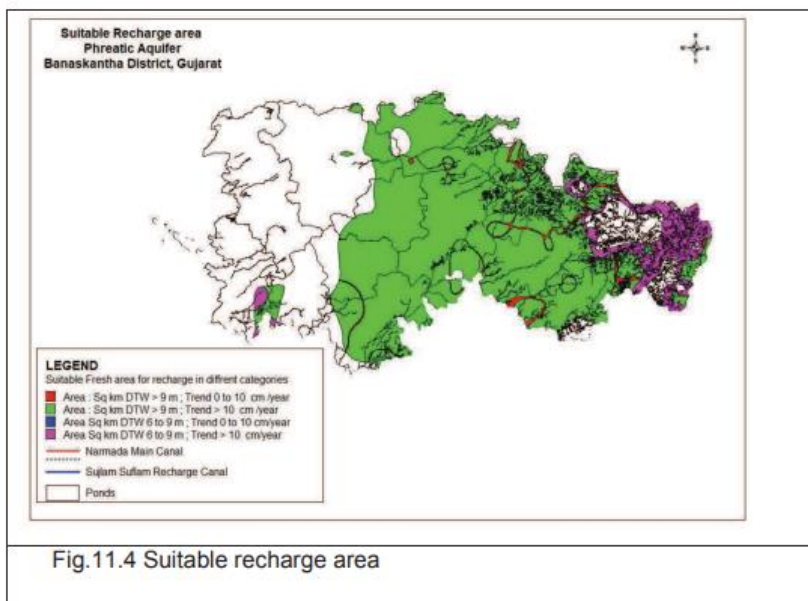 Suitable Recharge area
Phreatic Aquifer
Banaskantha District, Gujarat
LEGEND
Suitable Fresh area for recharge in diffrent categories
Area : Sq km DTW > 9 m ; Trend 0 to 10 cm /year
Area : Sq km DTW > 9 m ; Trend > 10 cm/year
Area Sq km DTW 6 to 9 m ; Trend 0 to 10 cm/year
Area Sq km DTW 6 to 9 m ; Trend > 10 cm/year
Narmada Main Canal
Sujlam Suflam Recharge Canal
Ponds
Fig.11.4 Suitable recharge area